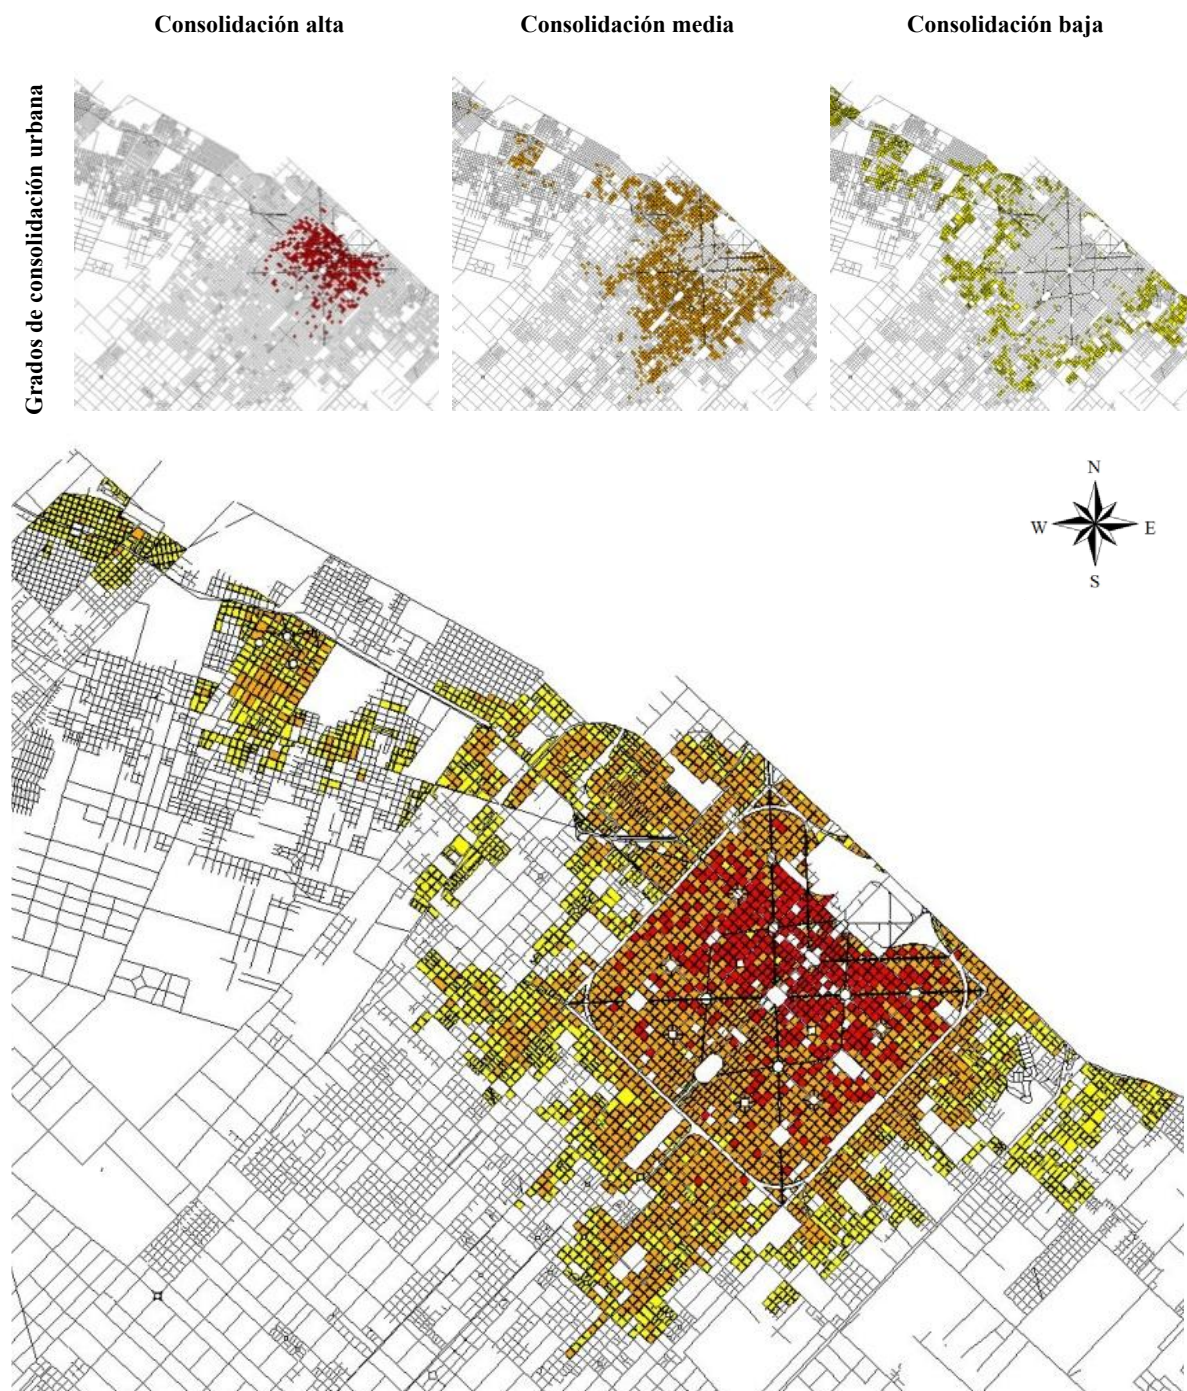 Consolidación alta
Consolidación media
Consolidación baja
Grados de consolidación urbana
N
W
E
S